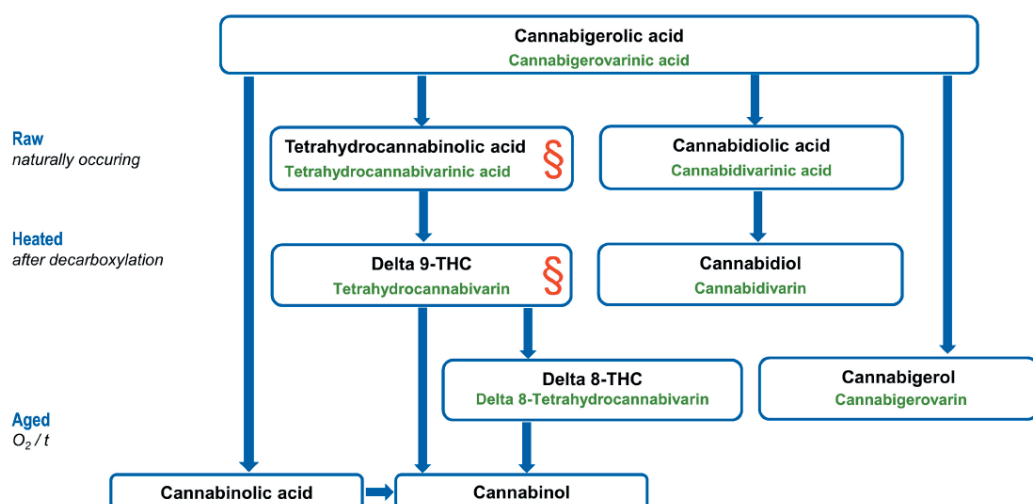 Cannabigerolic acid
Cannabigerovarinic acid
Raw
naturally occuring
Tetrahydrocannabinolic acid
Tetrahydrocannabivarinic acid
§
Cannabidiolic acid
Cannabidivarinic acid
Heated
after decarboxylation
Delta 9-THC
Tetrahydrocannabivarin
§
Cannabidiol
Cannabidivarin
Delta 8-THC
Delta 8-Tetrahydrocannabivarin
Cannabigerol
Cannabigerovarin
Aged
O₂ / t
Cannabinolic acid
Cannabinol